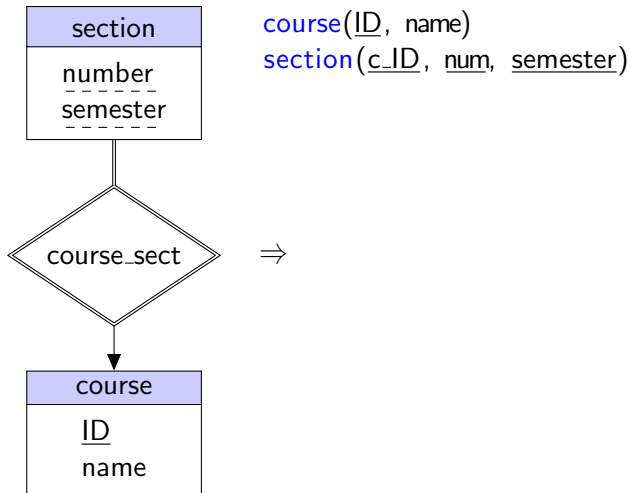 section
number
semester
course_sect
course
ID
name
course(ID, name)
section(c_ID, num, semester)
⇒